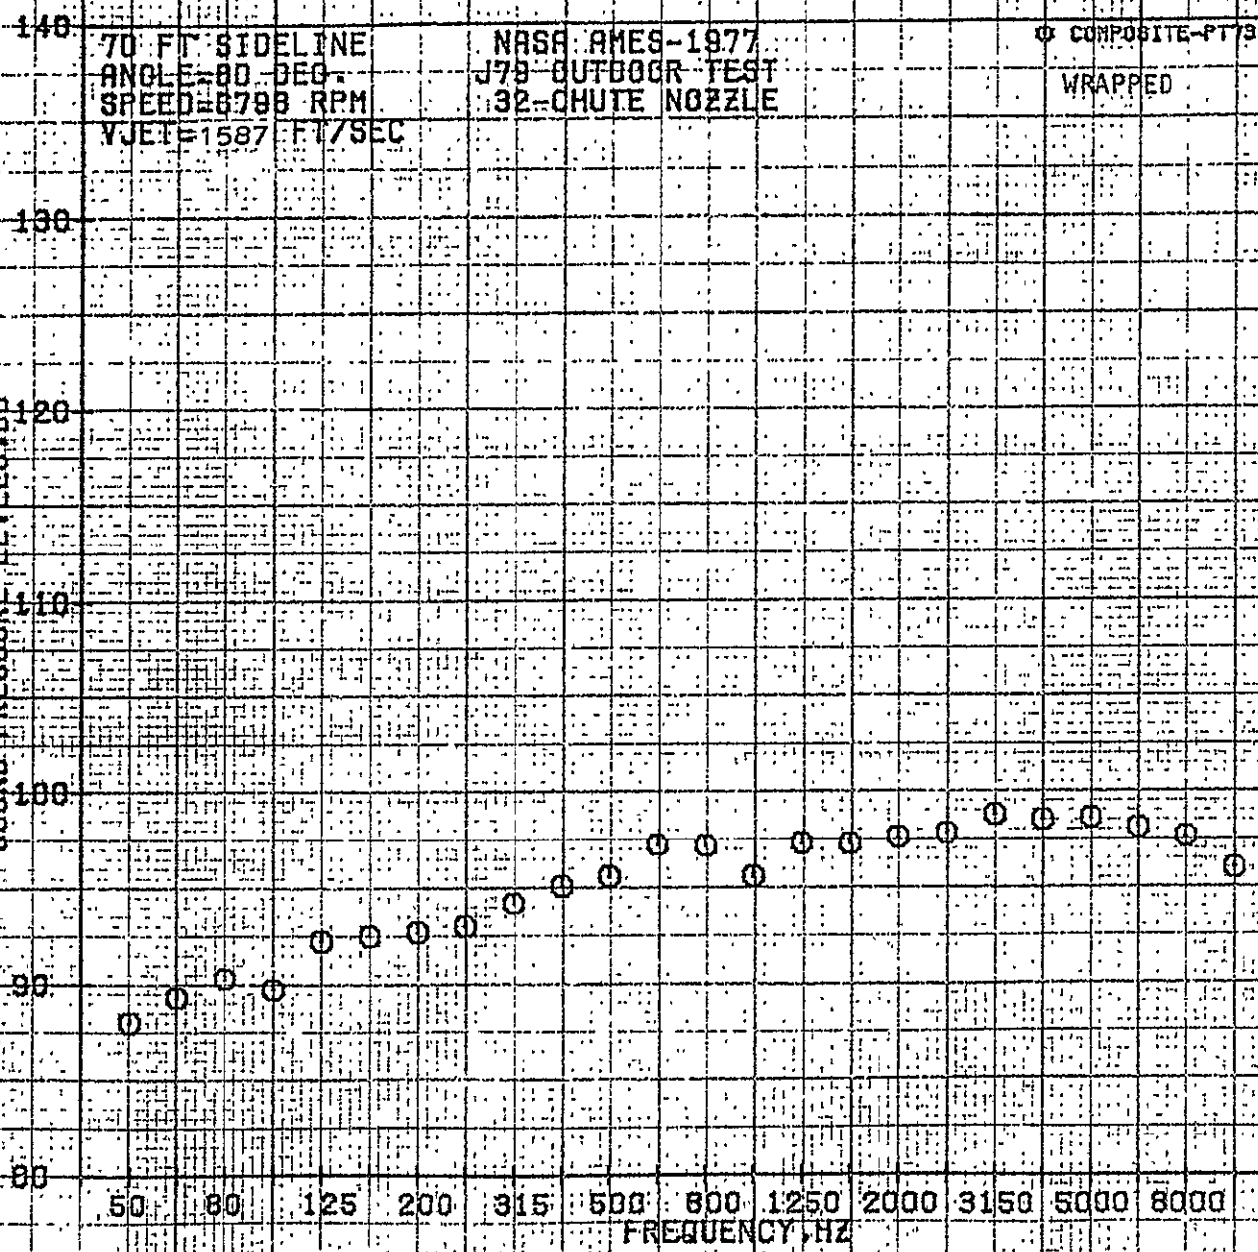 140
70 FT SIDELINE
ANGLE=80 DEG.
SPEED=6798 RPM
VJET=1587 FT/SEC
NASA AMES-1977
J79 OUTDOOR TEST
32-CHUTE NOZZLE
COMPOSITE-PT79
WRAPPED
130
120
110
100
90
80
50 80 125 200 315 500 800 1250 2000 3150 5000 8000
FREQUENCY,HZ